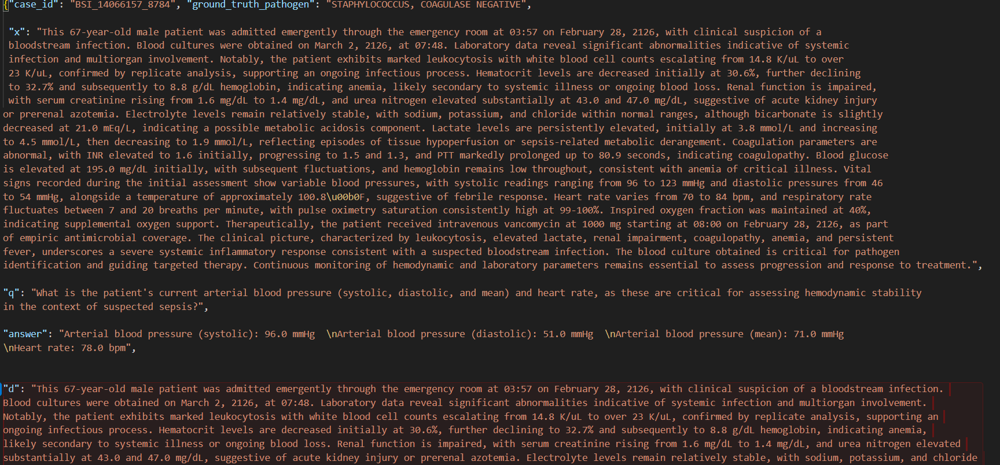 {"case_id": "BSI_14066157_8784", "ground_truth_pathogen": "STAPHYLOCOCCUS, COAGULASE NEGATIVE",
"x": "This 67-year-old male patient was admitted emergently through the emergency room at 03:57 on February 28, 2126, with clinical suspicion of a
bloodstream infection. Blood cultures were obtained on March 2, 2126, at 07:48. Laboratory data reveal significant abnormalities indicative of systemic
infection and multiorgan involvement. Notably, the patient exhibits marked leukocytosis with white blood cell counts escalating from 14.8 K/uL to over
23 K/uL, confirmed by replicate analysis, supporting an ongoing infectious process. Hematocrit levels are decreased initially at 30.6%, further declining
to 32.7% and subsequently to 8.8 g/dL hemoglobin, indicating anemia, likely secondary to systemic illness or ongoing blood loss. Renal function is impaired,
with serum creatinine rising from 1.6 mg/dL to 1.4 mg/dL, and urea nitrogen elevated substantially at 43.0 and 47.0 mg/dL, suggestive of acute kidney injury
or prerenal azotemia. Electrolyte levels remain relatively stable, with sodium, potassium, and chloride within normal ranges, although bicarbonate is slightly
decreased at 21.0 mEq/L, indicating a possible metabolic acidosis component. Lactate levels are persistently elevated, initially at 3.8 mmol/L and increasing
to 4.5 mmol/L, then decreasing to 1.9 mmol/L, reflecting episodes of tissue hypoperfusion or sepsis-related metabolic derangement. Coagulation parameters are
abnormal, with INR elevated to 1.6 initially, progressing to 1.5 and 1.3, and PTT markedly prolonged up to 80.9 seconds, indicating coagulopathy. Blood glucose
is elevated at 195.0 mg/dL initially, with subsequent fluctuations, and hemoglobin remains low throughout, consistent with anemia of critical illness. Vital
signs recorded during the initial assessment show variable blood pressures, with systolic readings ranging from 96 to 123 mmHg and diastolic pressures from 46
to 54 mmHg, alongside a temperature of approximately 100.8\u00b0F, suggestive of febrile response. Heart rate varies from 70 to 84 bpm, and respiratory rate
fluctuates between 7 and 20 breaths per minute, with pulse oximetry saturation consistently high at 99-100%. Inspired oxygen fraction was maintained at 40%,
indicating supplemental oxygen support. Therapeutically, the patient received intravenous vancomycin at 1000 mg starting at 08:00 on February 28, 2126, as part
of empiric antimicrobial coverage. The clinical picture, characterized by leukocytosis, elevated lactate, renal impairment, coagulopathy, anemia, and persistent
fever, underscores a severe systemic inflammatory response consistent with a suspected bloodstream infection. The blood culture obtained is critical for pathogen
identification and guiding targeted therapy. Continuous monitoring of hemodynamic and laboratory parameters remains essential to assess progression and response to treatment.",
"q": "What is the patient's current arterial blood pressure (systolic, diastolic, and mean) and heart rate, as these are critical for assessing hemodynamic stability
in the context of suspected sepsis?",
"answer": "Arterial blood pressure (systolic): 96.0 mmHg  \nArterial blood pressure (diastolic): 51.0 mmHg  \nArterial blood pressure (mean): 71.0 mmHg
\nHeart rate: 78.0 bpm",
"d": "This 67-year-old male patient was admitted emergently through the emergency room at 03:57 on February 28, 2126, with clinical suspicion of a bloodstream infection.
Blood cultures were obtained on March 2, 2126, at 07:48. Laboratory data reveal significant abnormalities indicative of systemic infection and multiorgan involvement.
Notably, the patient exhibits marked leukocytosis with white blood cell counts escalating from 14.8 K/uL to over 23 K/uL, confirmed by replicate analysis, supporting an
ongoing infectious process. Hematocrit levels are decreased initially at 30.6%, further declining to 32.7% and subsequently to 8.8 g/dL hemoglobin, indicating anemia,
likely secondary to systemic illness or ongoing blood loss. Renal function is impaired, with serum creatinine rising from 1.6 mg/dL to 1.4 mg/dL, and urea nitrogen elevated
substantially at 43.0 and 47.0 mg/dL, suggestive of acute kidney injury or prerenal azotemia. Electrolyte levels remain relatively stable, with sodium, potassium, and chloride